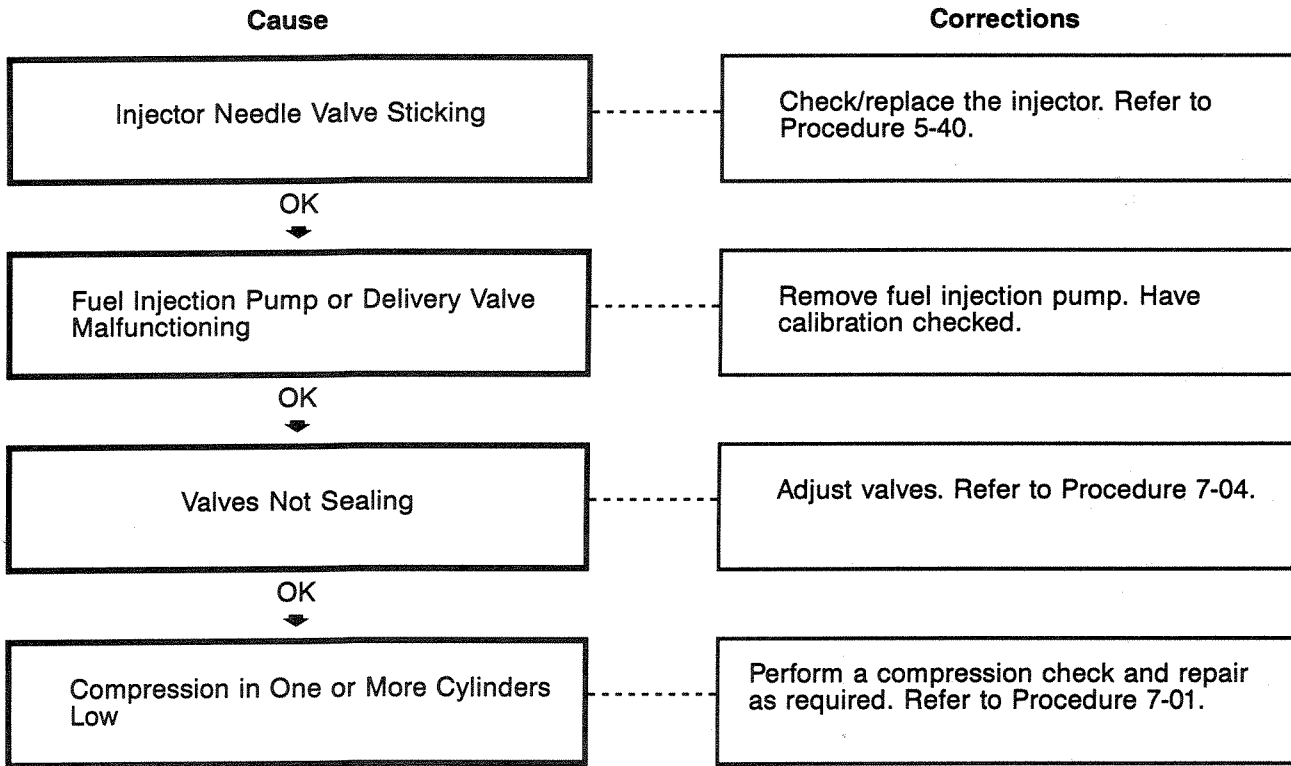 Cause
Corrections
Injector Needle Valve Sticking
Check/replace the injector. Refer to
Procedure 5-40.
OK
Fuel Injection Pump or Delivery Valve
Malfunctioning
Remove fuel injection pump. Have
calibration checked.
OK
Valves Not Sealing
Adjust valves. Refer to Procedure 7-04.
OK
Compression in One or More Cylinders
Low
Perform a compression check and repair
as required. Refer to Procedure 7-01.